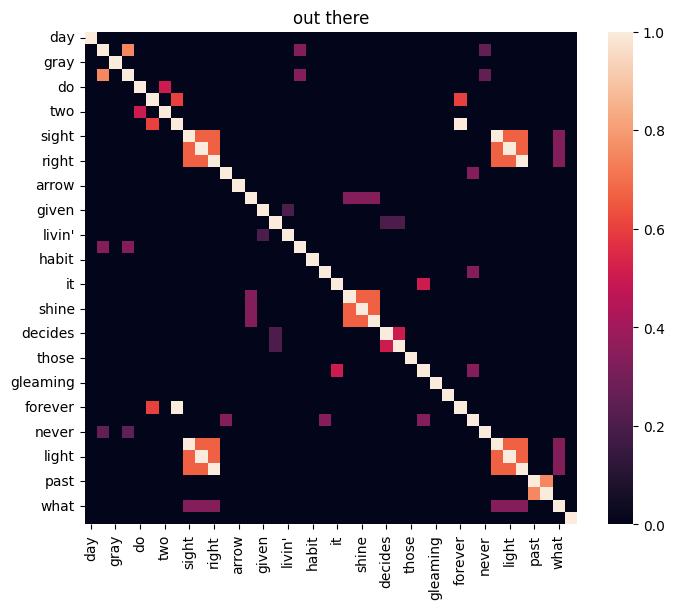 out there
day
gray
do
two
sight
right
arrow
given
livin'
habit
it
shine
decides
those
gleaming
forever
never
light
past
what
1.0
0.8
0.6
0.4
0.2
0.0
day
gray
do
two
sight
right
arrow
given
livin'
habit
it
shine
decides
those
gleaming
forever
never
light
past
what